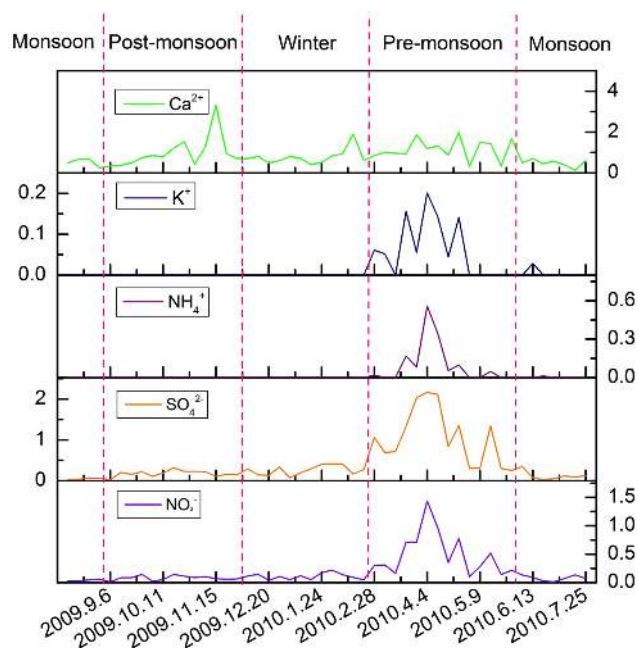 Monsoon Post-monsoon Winter Pre-monsoon Monsoon
Ca²⁺
4
2
0
K⁺
0.2
0.1
0.0
NH₄⁺
0.6
0.3
0.0
SO₄²⁻
2
1
0
NO₃⁻
1.5
1.0
0.5
0.0
2009.9.6 2009.10.11 2009.11.15 2009.12.20 2010.1.24 2010.2.28 2010.4.4 2010.5.9 2010.6.13 2010.7.25